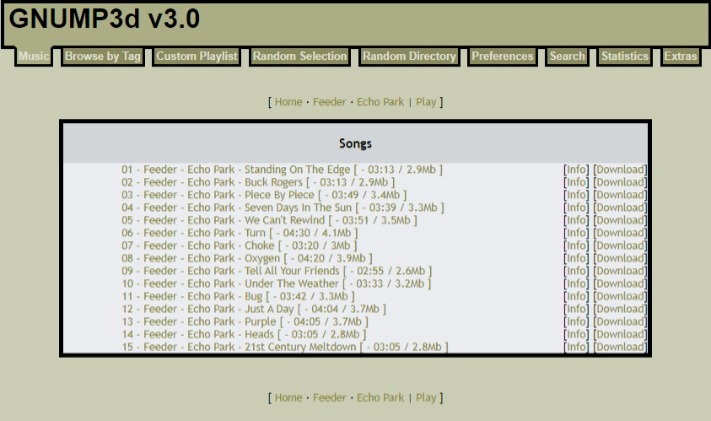 GNUMP3d v3.0
Music Browse by Tag Custom Playlist Random Selection Random Directory Preferences Search Statistics Extras
[ Home · Feeder · Echo Park | Play ]
Songs
01 - Feeder - Echo Park - Standing On The Edge [ - 03:13 / 2.9Mb ] [Info] [Download]
02 - Feeder - Echo Park - Buck Rogers [ - 03:13 / 2.9Mb ] [Info] [Download]
03 - Feeder - Echo Park - Piece By Piece [ - 03:49 / 3.4Mb ] [Info] [Download]
04 - Feeder - Echo Park - Seven Days In The Sun [ - 03:39 / 3.3Mb ] [Info] [Download]
05 - Feeder - Echo Park - We Can't Rewind [ - 03:51 / 3.5Mb ] [Info] [Download]
06 - Feeder - Echo Park - Turn [ - 04:30 / 4.1Mb ] [Info] [Download]
07 - Feeder - Echo Park - Choke [ - 03:20 / 3Mb ] [Info] [Download]
08 - Feeder - Echo Park - Oxygen [ - 04:20 / 3.9Mb ] [Info] [Download]
09 - Feeder - Echo Park - Tell All Your Friends [ - 02:55 / 2.6Mb ] [Info] [Download]
10 - Feeder - Echo Park - Under The Weather [ - 03:33 / 3.2Mb ] [Info] [Download]
11 - Feeder - Echo Park - Bug [ - 03:42 / 3.3Mb ] [Info] [Download]
12 - Feeder - Echo Park - Just A Day [ - 04:04 / 3.7Mb ] [Info] [Download]
13 - Feeder - Echo Park - Purple [ - 04:05 / 3.7Mb ] [Info] [Download]
14 - Feeder - Echo Park - Heads [ - 03:05 / 2.8Mb ] [Info] [Download]
15 - Feeder - Echo Park - 21st Century Meltdown [ - 03:05 / 2.8Mb ] [Info] [Download]
[ Home · Feeder · Echo Park | Play ]